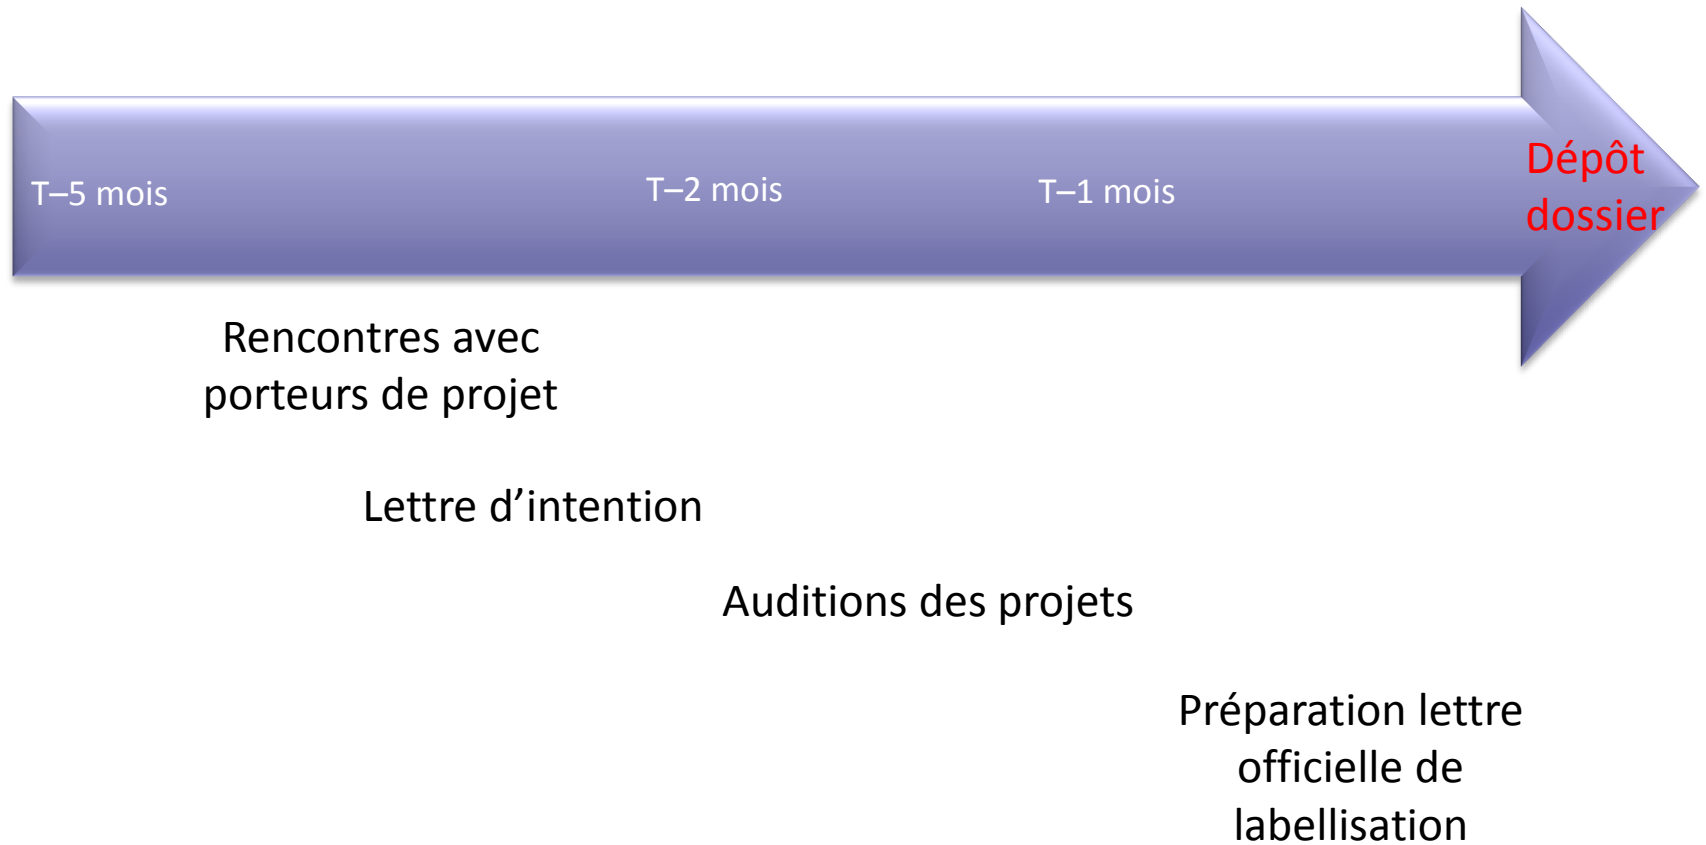 T–5 mois
T–2 mois
T–1 mois
Dépôt
dossier
Rencontres avec
porteurs de projet
Lettre d’intention
Auditions des projets
Préparation lettre
officielle de
labellisation